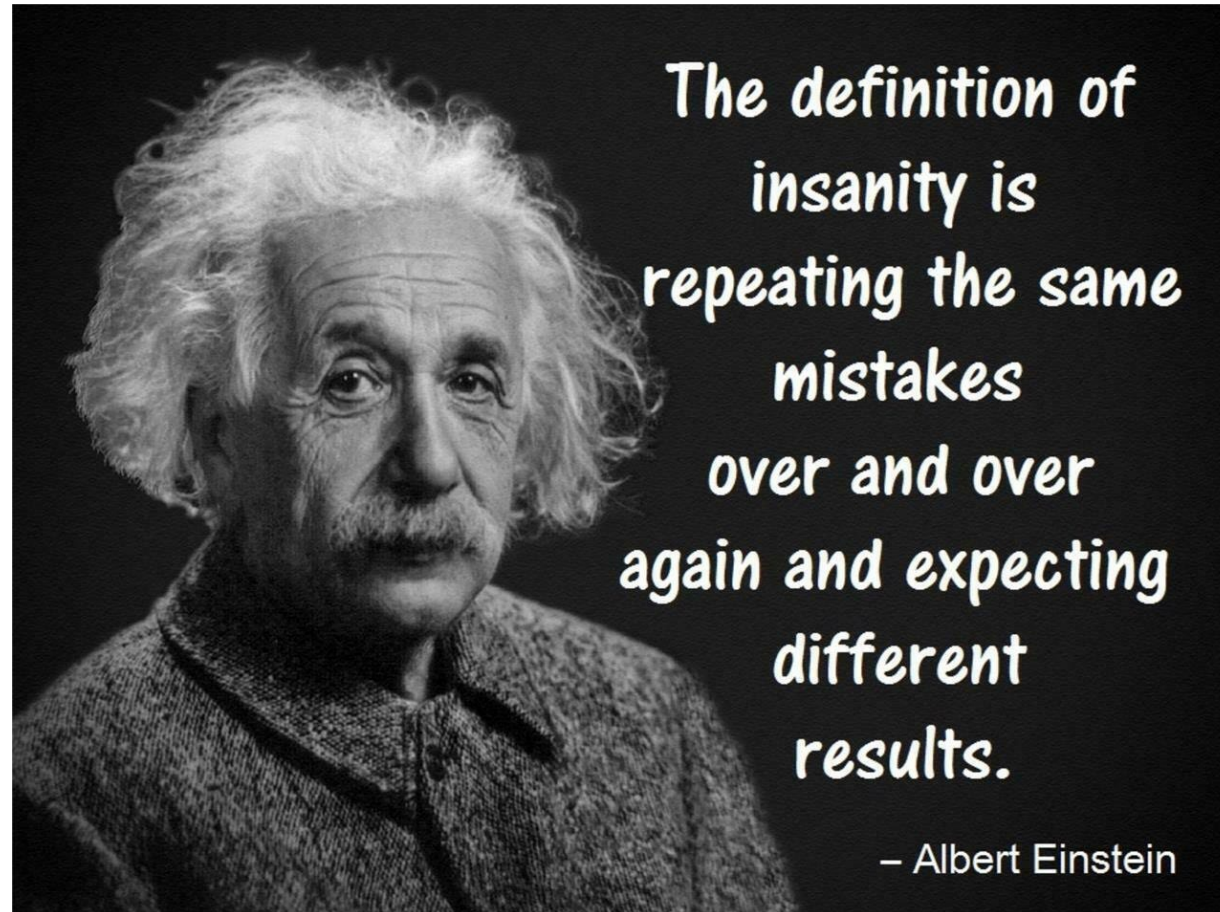 The definition of
insanity is
repeating the same
mistakes
over and over
again and expecting
different
results.
– Albert Einstein